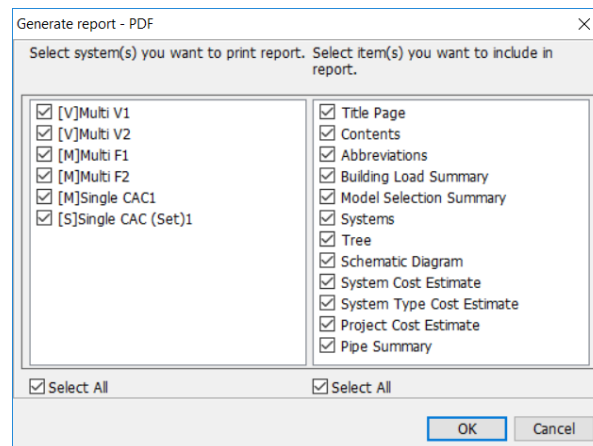 Generate report - PDF
Select system(s) you want to print report.
Select item(s) you want to include in
report.
[V]Multi V1
[V]Multi V2
[M]Multi F1
[M]Multi F2
[M]Single CAC1
[S]Single CAC (Set)1
Select All
Title Page
Contents
Abbreviations
Building Load Summary
Model Selection Summary
Systems
Tree
Schematic Diagram
System Cost Estimate
System Type Cost Estimate
Project Cost Estimate
Pipe Summary
Select All
OK
Cancel